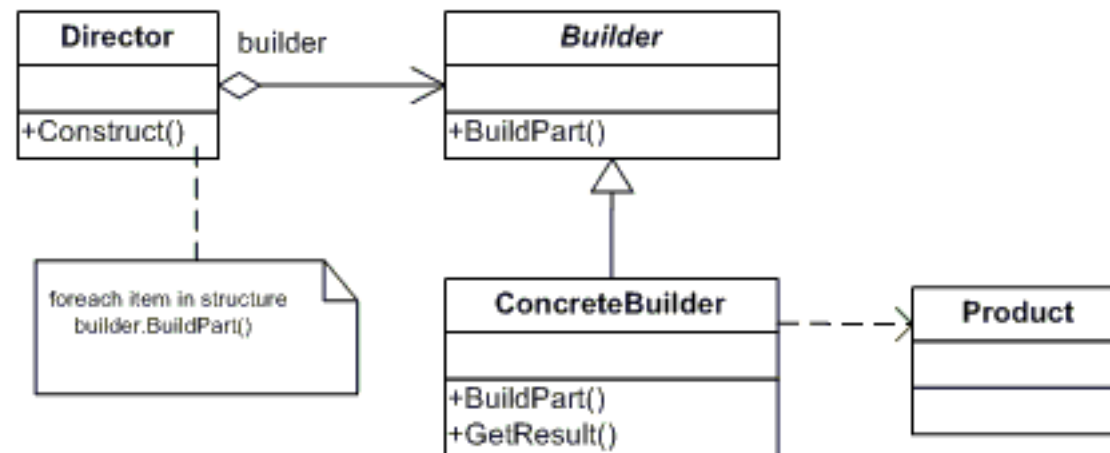 Director
builder
Builder
+Construct()
+BuildPart()
foreach item in structure
builder.BuildPart()
ConcreteBuilder
Product
+BuildPart()
+GetResult()